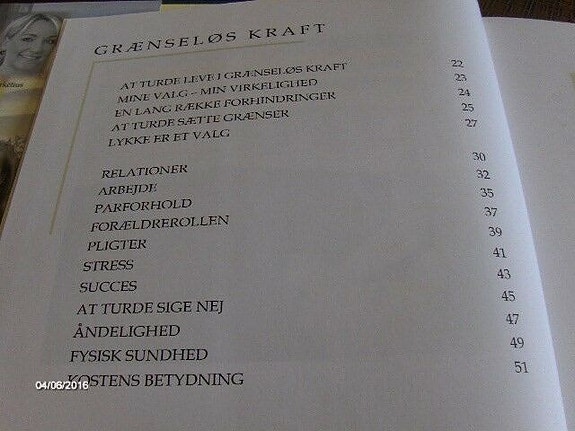 GRÆNSELØS KRAFT
AT TURDE LEVE I GRÆNSELØS KRAFT 22
MINE VALG – MIN VIRKELIGHED 23
EN LANG RÆKKE FORHINDRINGER 24
AT TURDE SÆTTE GRÆNSER 25
LYKKE ER ET VALG 27
RELATIONER 30
ARBEJDE 32
PARFORHOLD 35
FORÆLDREROLLEN 37
PLIGTER 39
STRESS 41
SUCCES 43
AT TURDE SIGE NEJ 45
ÅNDELIGHED 47
FYSISK SUNDHED 49
KOSTENS BETYDNING 51
04/06/2016